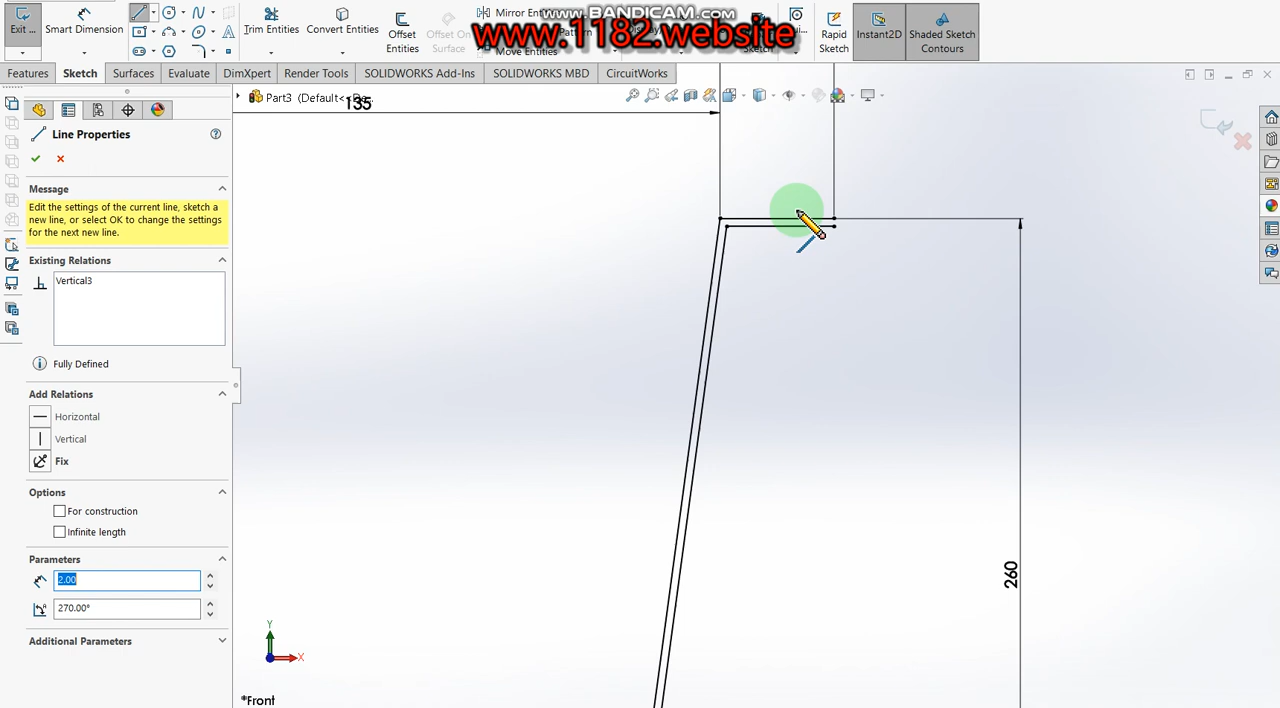 www.BANDICAM.com
www.1182.website
Exit ...
Smart Dimension
Trim Entities
Convert Entities
Offset Entities
Offset On Surface
Mirror Entities
Move Entities
Rapid Sketch
Instant2D
Shaded Sketch Contours
Features
Sketch
Surfaces
Evaluate
DimXpert
Render Tools
SOLIDWORKS Add-Ins
SOLIDWORKS MBD
CircuitWorks
Part3 (Default<<De...
135
Line Properties
Message
Edit the settings of the current line, sketch a
new line, or select OK to change the settings
for the next new line.
Existing Relations
Vertical3
Fully Defined
Add Relations
Horizontal
Vertical
Fix
Options
For construction
Infinite length
Parameters
2.00
270.00°
Additional Parameters
260
Y
X
*Front